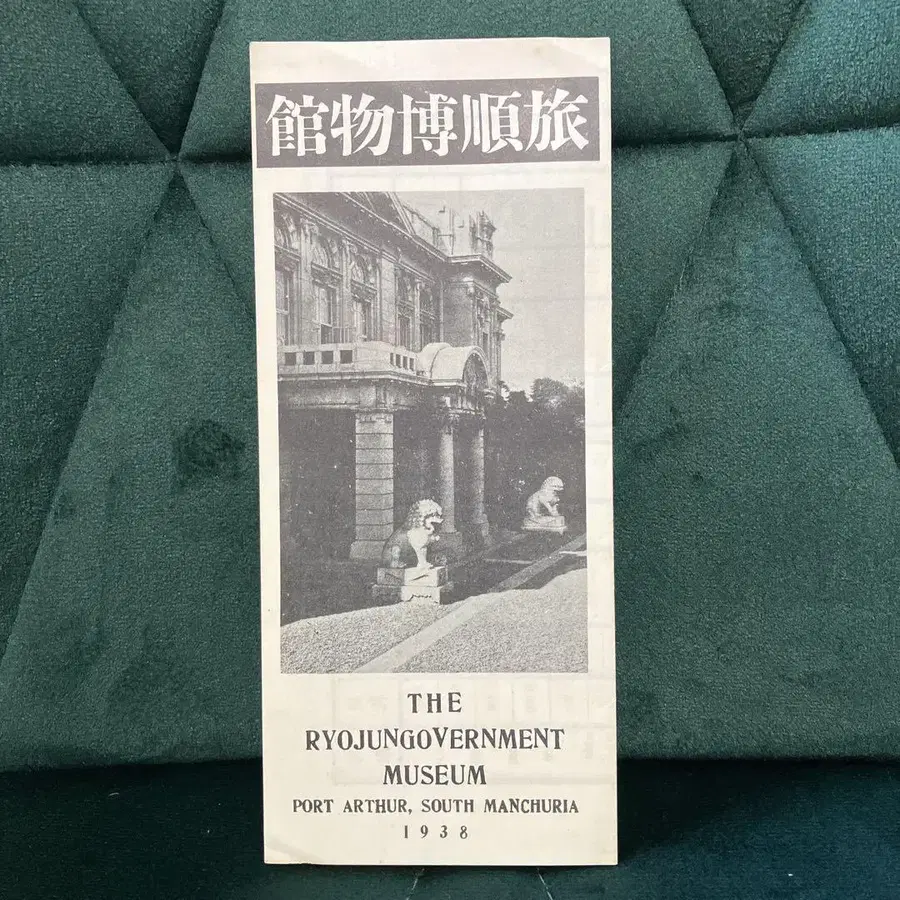 旅順博物館
THE
RYOJUNGOVERNMENT
MUSEUM
PORT ARTHUR, SOUTH MANCHURIA
1938